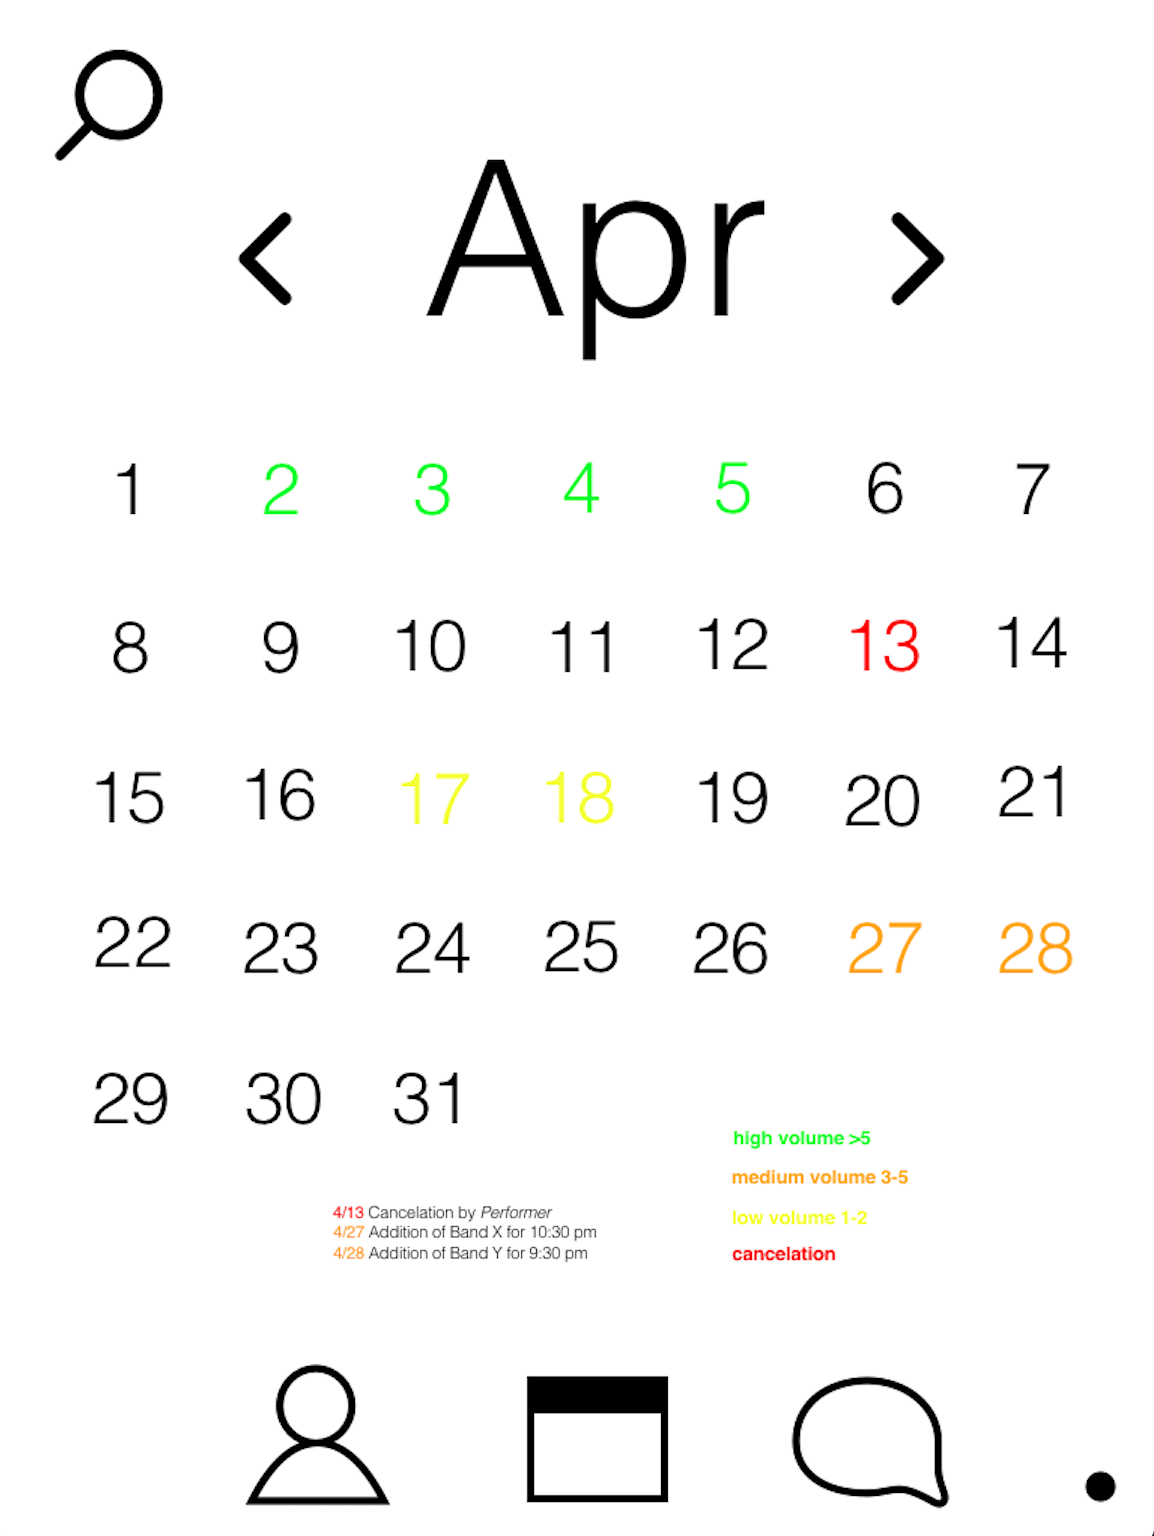 Apr
1 2 3 4 5 6 7
8 9 10 11 12 13 14
15 16 17 18 19 20 21
22 23 24 25 26 27 28
29 30 31
high volume >5
medium volume 3-5
low volume 1-2
cancelation
4/13 Cancelation by Performer
4/27 Addition of Band X for 10:30 pm
4/28 Addition of Band Y for 9:30 pm